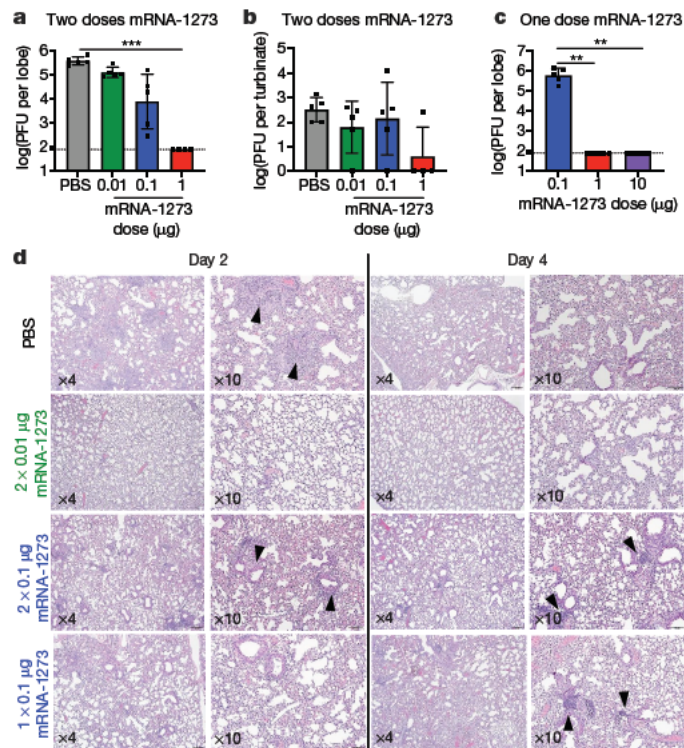 a Two doses mRNA-1273
***
log(PFU per lobe)
6
5
4
3
2
1
PBS 0.01 0.1 1
mRNA-1273
dose (μg)
b Two doses mRNA-1273
log(PFU per turbinate)
5
4
3
2
1
0
PBS 0.01 0.1 1
mRNA-1273
dose (μg)
c One dose mRNA-1273
**
**
log(PFU per lobe)
7
6
5
4
3
2
1
0.1 1 10
mRNA-1273 dose (μg)
d Day 2 Day 4
PBS
×4 ×10 ×4 ×10
2 × 0.01 μg
mRNA-1273
×4 ×10 ×4 ×10
2 × 0.1 μg
mRNA-1273
×4 ×10 ×4 ×10
1 × 0.1 μg
mRNA-1273
×4 ×10 ×4 ×10